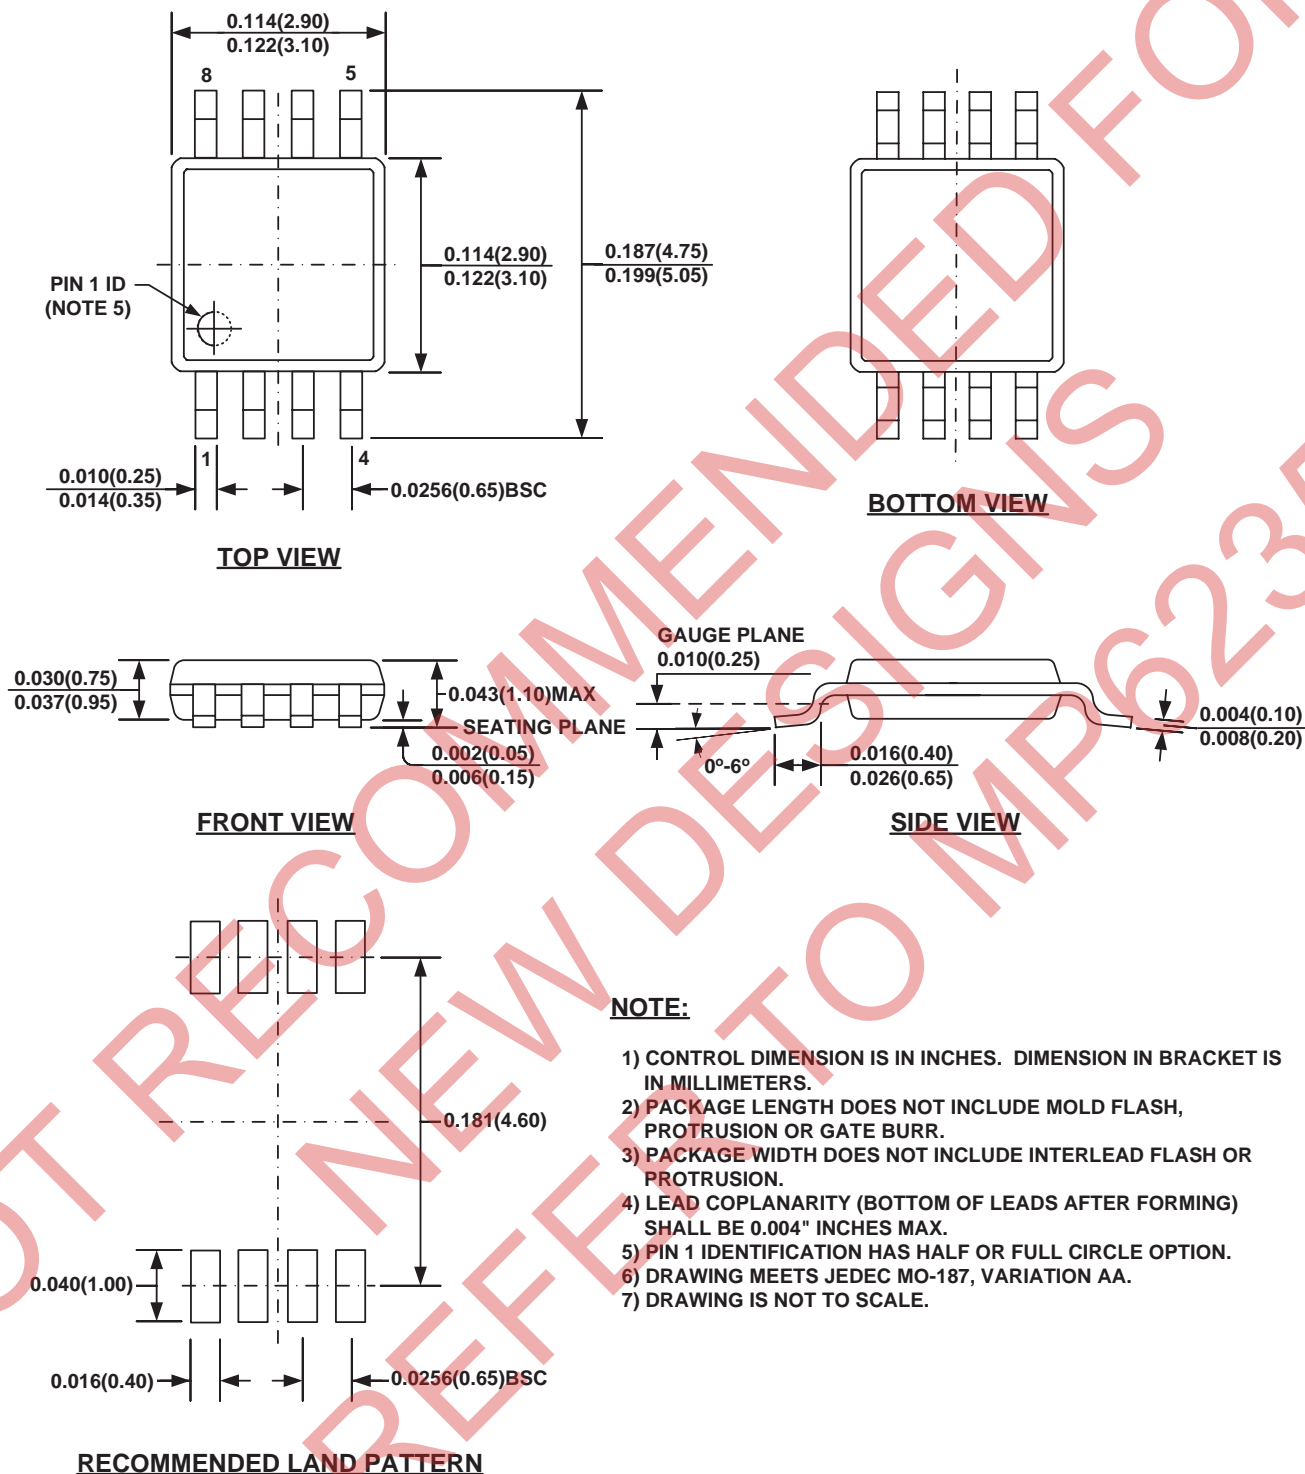 0.114(2.90)
0.122(3.10)
8
5
0.114(2.90)
0.122(3.10)
0.187(4.75)
0.199(5.05)
PIN 1 ID
(NOTE 5)
1
4
0.010(0.25)
0.014(0.35)
0.0256(0.65)BSC
TOP VIEW
BOTTOM VIEW
0.030(0.75)
0.037(0.95)
0.043(1.10)MAX
SEATING PLANE
0.002(0.05)
0.006(0.15)
FRONT VIEW
GAUGE PLANE
0.010(0.25)
0º-6º
0.016(0.40)
0.026(0.65)
0.004(0.10)
0.008(0.20)
SIDE VIEW
0.181(4.60)
0.040(1.00)
0.016(0.40)
0.0256(0.65)BSC
RECOMMENDED LAND PATTERN
NOTE:
1) CONTROL DIMENSION IS IN INCHES. DIMENSION IN BRACKET IS
IN MILLIMETERS.
2) PACKAGE LENGTH DOES NOT INCLUDE MOLD FLASH,
PROTRUSION OR GATE BURR.
3) PACKAGE WIDTH DOES NOT INCLUDE INTERLEAD FLASH OR
PROTRUSION.
4) LEAD COPLANARITY (BOTTOM OF LEADS AFTER FORMING)
SHALL BE 0.004" INCHES MAX.
5) PIN 1 IDENTIFICATION HAS HALF OR FULL CIRCLE OPTION.
6) DRAWING MEETS JEDEC MO-187, VARIATION AA.
7) DRAWING IS NOT TO SCALE.
OT RECOMMENDED FOR
NEW DESIGNS
REFER TO MP623